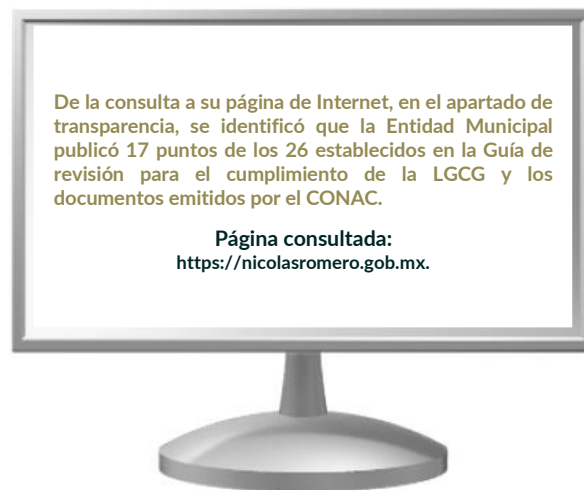 De la consulta a su página de Internet, en el apartado de
transparencia, se identificó que la Entidad Municipal
publicó 17 puntos de los 26 establecidos en la Guía de
revisión para el cumplimiento de la LGCG y los
documentos emitidos por el CONAC.
Página consultada:
https://nicolasromero.gob.mx.